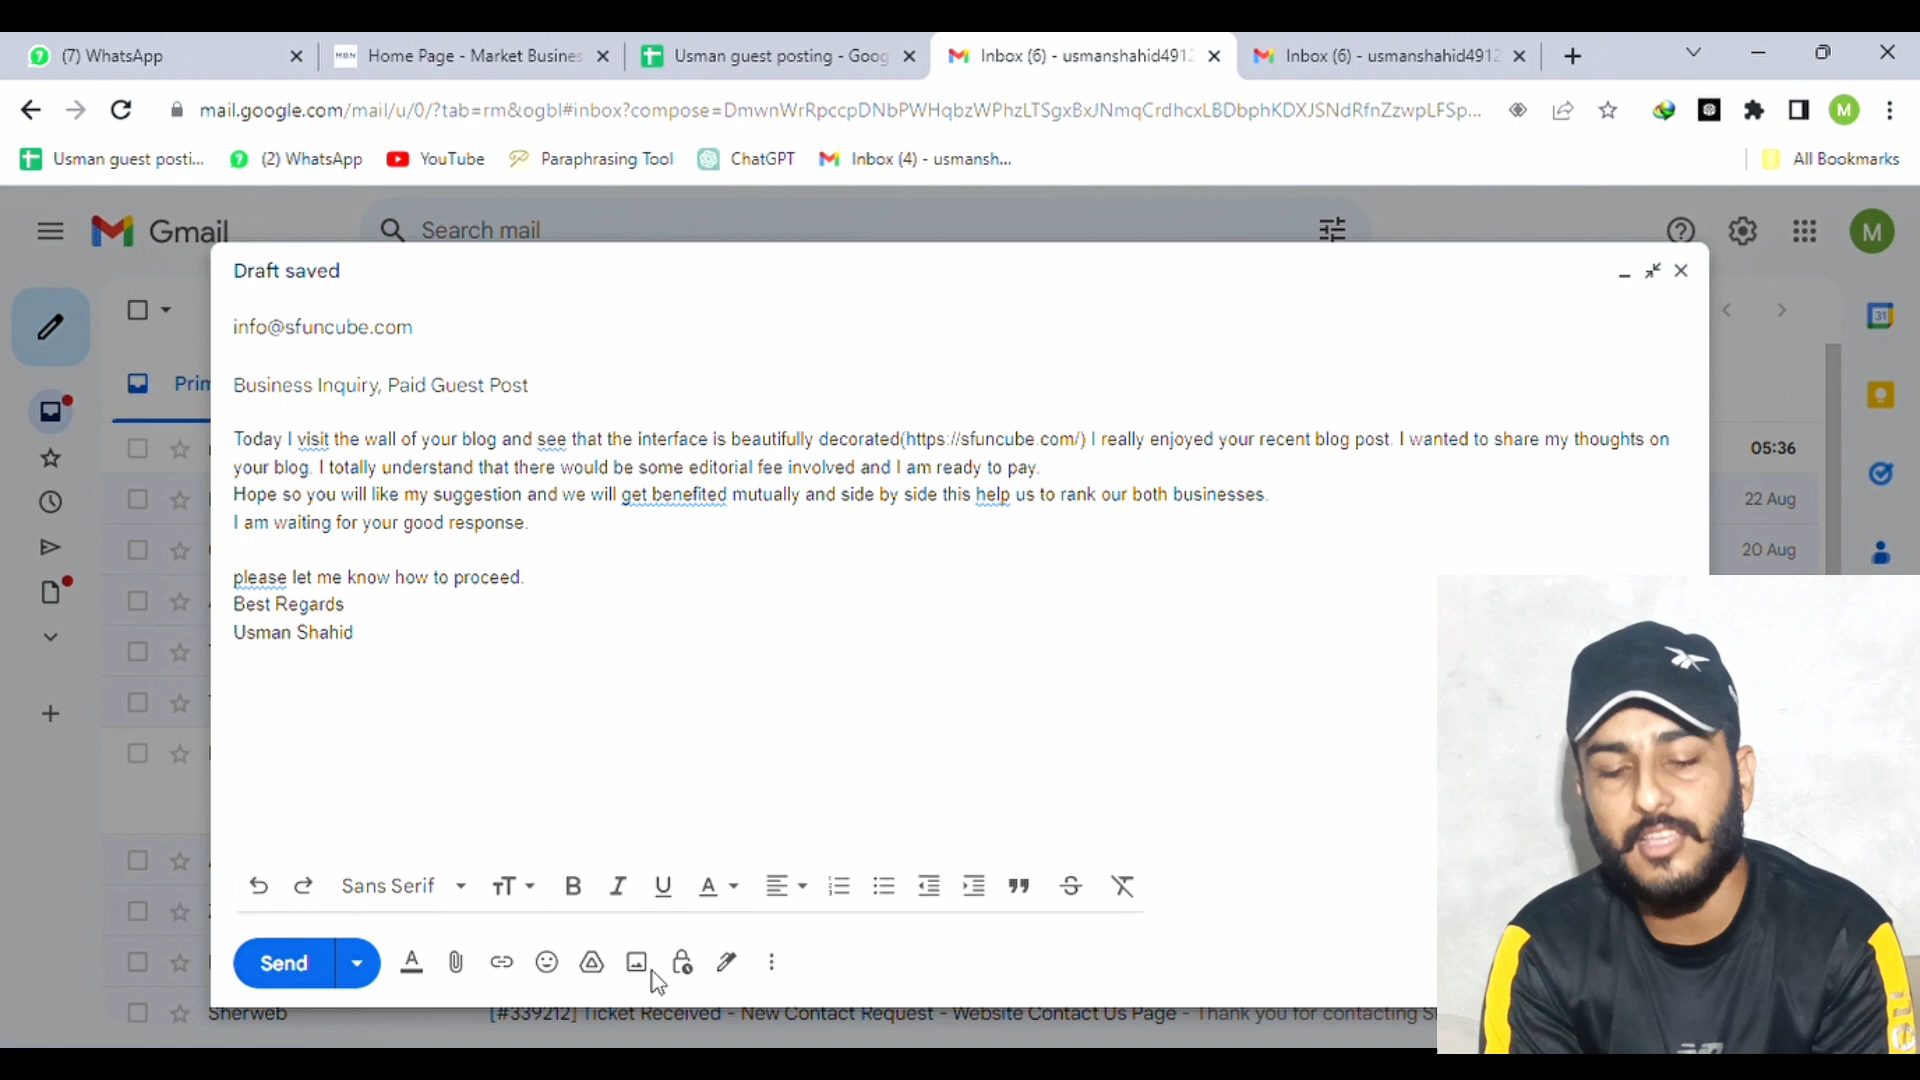 (7) WhatsApp
Home Page - Market Busines
Usman guest posting - Goog
Inbox (6) - usmanshahid4912
Inbox (6) - usmanshahid4912
mail.google.com/mail/u/0/?tab=rm&ogbl#inbox?compose=DmwnWrRpccpDNbPWHqbzWPhzLTSgxBxJNmqCrdhcxLBDbphKDXJSNdRfnZzwpLFSp...
M
Usman guest posti...
(2) WhatsApp
YouTube
Paraphrasing Tool
ChatGPT
Inbox (4) - usmansh...
All Bookmarks
Gmail
Search mail
M
Draft saved
info@sfuncube.com
31
Prim
Business Inquiry, Paid Guest Post
Today I visit the wall of your blog and see that the interface is beautifully decorated(https://sfuncube.com/) I really enjoyed your recent blog post. I wanted to share my thoughts on
your blog. I totally understand that there would be some editorial fee involved and I am ready to pay.
Hope so you will like my suggestion and we will get benefited mutually and side by side this help us to rank our both businesses.
I am waiting for your good response.
05:36
22 Aug
20 Aug
please let me know how to proceed.
Best Regards
Usman Shahid
Sans Serif
Send
Sherweb
[#339212] Ticket Received - New Contact Request - Website Contact Us Page - Thank you for contacting